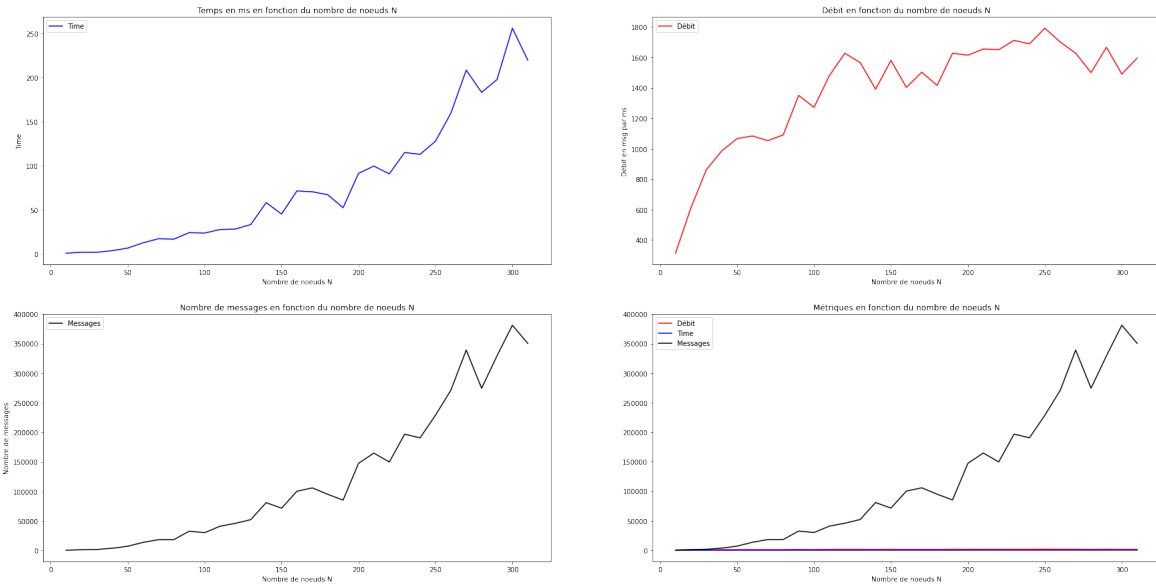 Temps en ms en fonction du nombre de noeuds N
Time
Time
250
200
150
100
50
0
0 50 100 150 200 250 300
Nombre de noeuds N
Débit en fonction du nombre de noeuds N
Débit
Débit en msg par ms
1800
1600
1400
1200
1000
800
600
400
0 50 100 150 200 250 300
Nombre de noeuds N
Nombre de messages en fonction du nombre de noeuds N
Messages
Nombre de messages
400000
350000
300000
250000
200000
150000
100000
50000
0
0 50 100 150 200 250 300
Nombre de noeuds N
Métriques en fonction du nombre de noeuds N
Débit
Time
Messages
400000
350000
300000
250000
200000
150000
100000
50000
0
0 50 100 150 200 250 300
Nombre de noeuds N